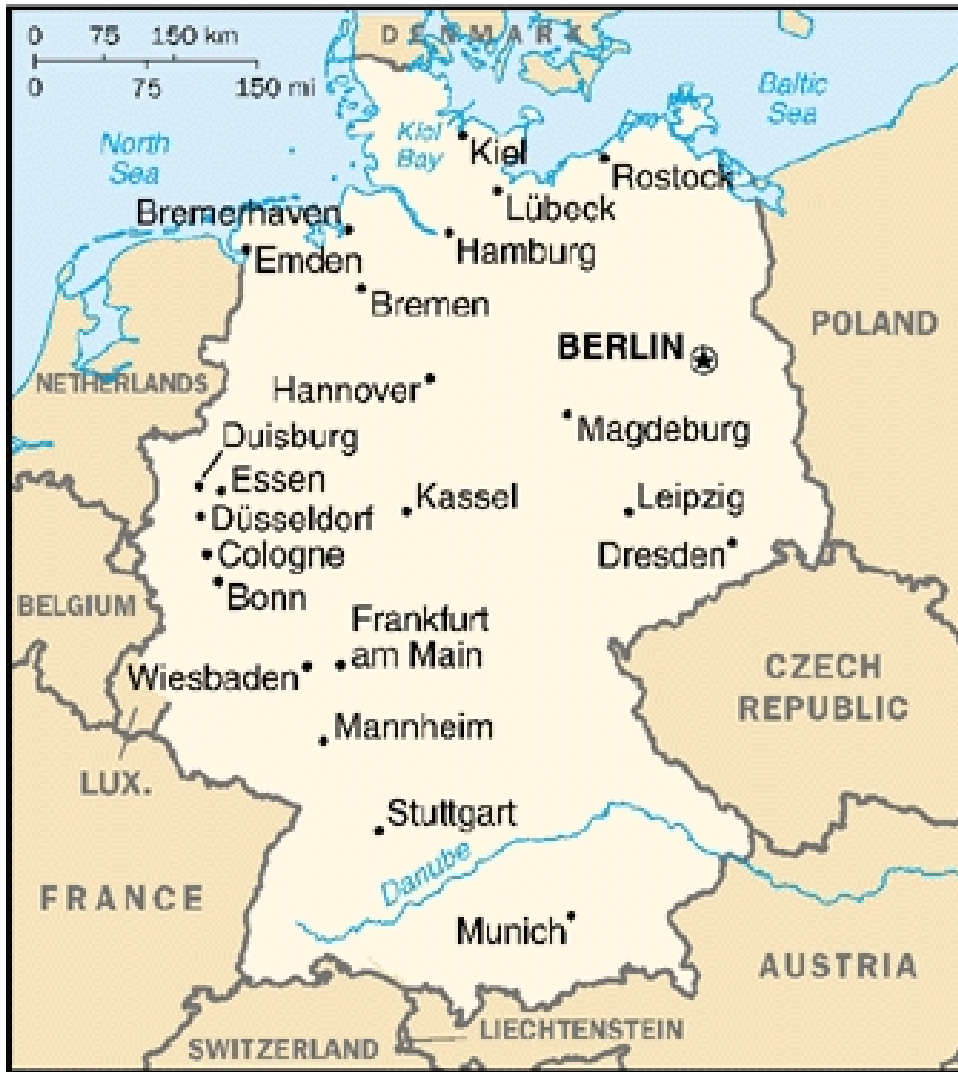 0 75 150 km
0 75 150 mi
DENMARK
North
Sea
Baltic
Sea
Kiel
Bay
Kiel
Rostock
Lübeck
Bremerhaven
Hamburg
Emden
Bremen
POLAND
BERLIN
NETHERLANDS
Hannover
Magdeburg
Duisburg
Essen
Kassel
Leipzig
Düsseldorf
Cologne
Dresden
Bonn
BELGIUM
Frankfurt
am Main
Wiesbaden
CZECH
REPUBLIC
Mannheim
LUX.
Stuttgart
Danube
FRANCE
Munich
AUSTRIA
LIECHTENSTEIN
SWITZERLAND